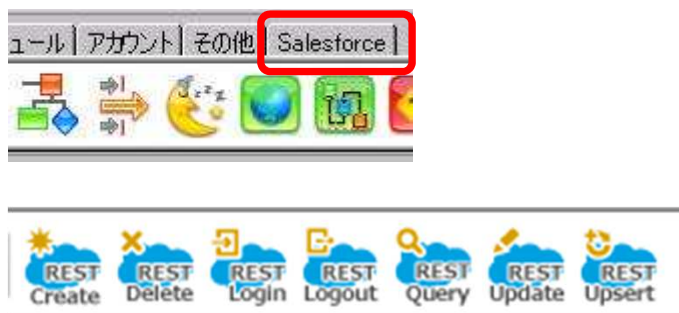 ュール アカウント その他 Salesforce
z z z
REST REST REST REST REST REST REST
Create Delete Login Logout Query Update Upsert